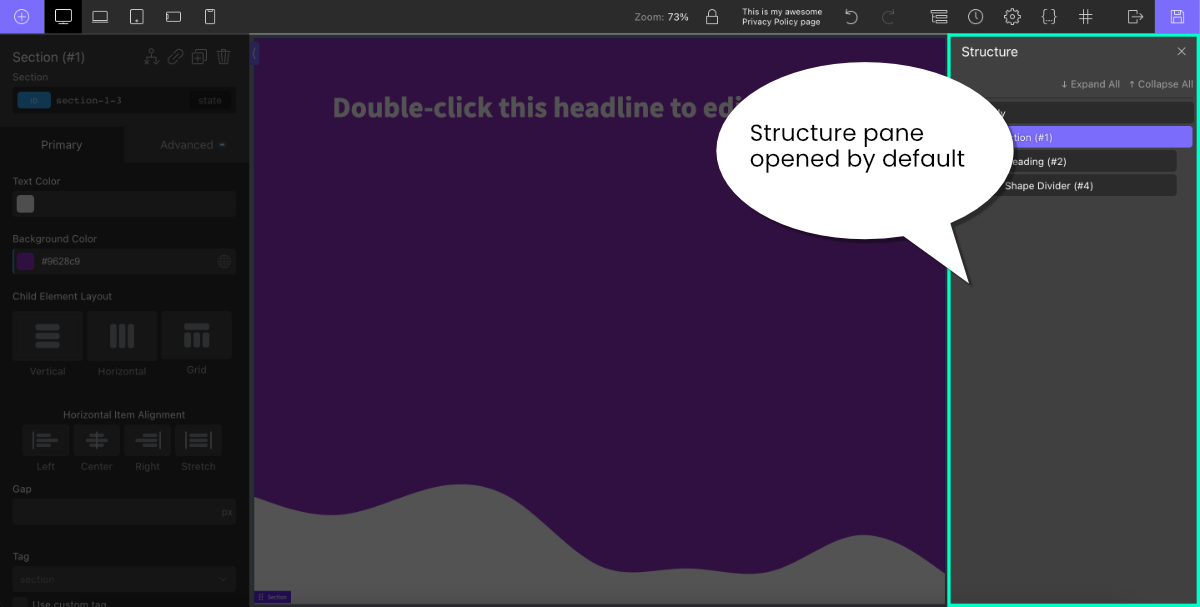 Zoom: 73%
This is my awesome
Privacy Policy page
Section (#1)
Section
ID
section-1-3
state
Primary
Advanced
Text Color
Background Color
#9628c9
Child Element Layout
Vertical
Horizontal
Grid
Horizontal Item Alignment
Left
Center
Right
Stretch
Gap
px
Tag
section
Use custom tag
Double-click this headline to edi
Section
Structure pane
opened by default
Structure
↓ Expand All
↑ Collapse All
y
tion (#1)
eading (#2)
Shape Divider (#4)